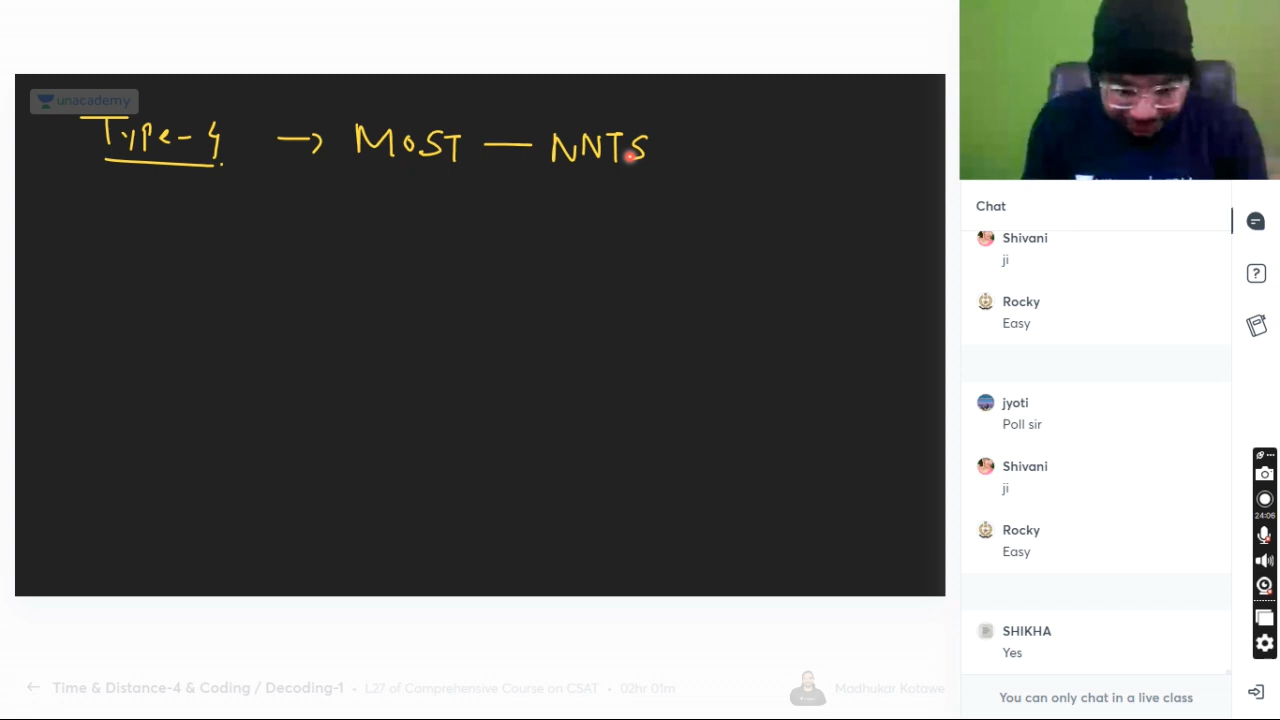 unacademy
Type-4 → MOST — NNTS
Chat
Shivani
ji
Rocky
Easy
jyoti
Poll sir
Shivani
ji
Rocky
Easy
24:06
SHIKHA
Yes
← Time & Distance-4 & Coding / Decoding-1 • L27 of Comprehensive Course on CSAT • 02hr 01m
Madhukar Kotawe
You can only chat in a live class